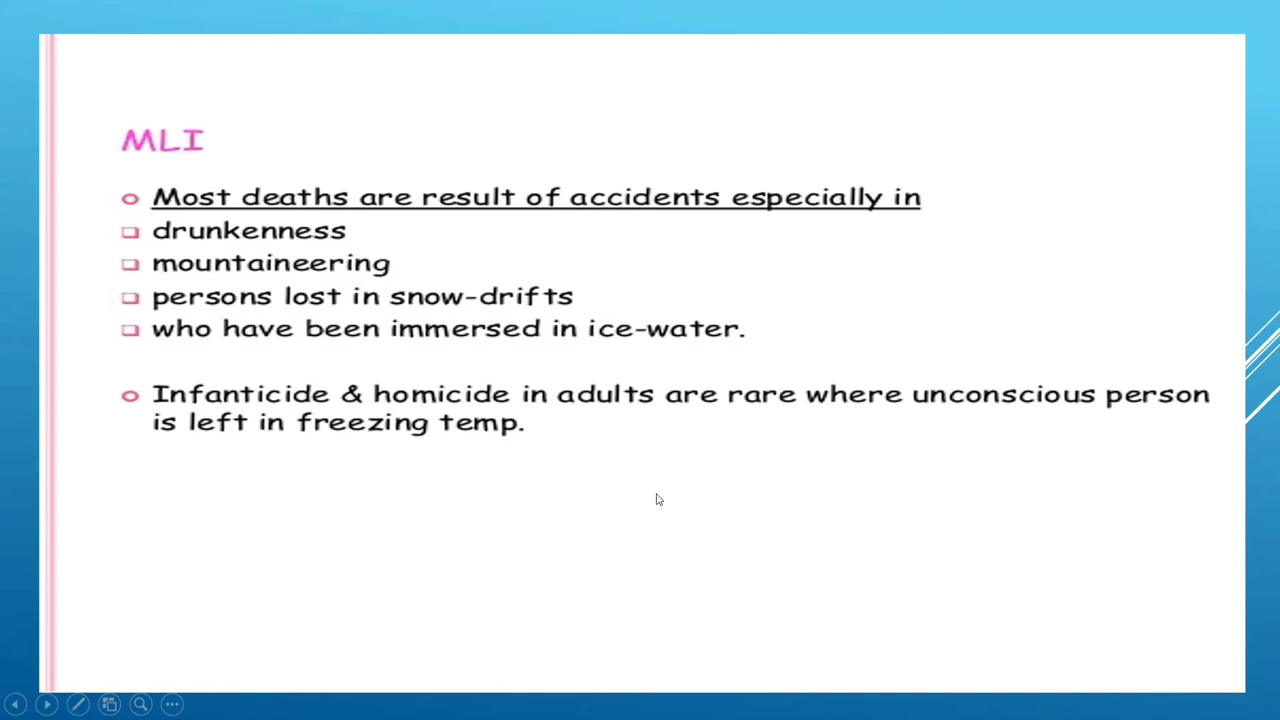 MLI
Most deaths are result of accidents especially in
drunkenness
mountaineering
persons lost in snow-drifts
who have been immersed in ice-water.
Infanticide & homicide in adults are rare where unconscious person
is left in freezing temp.